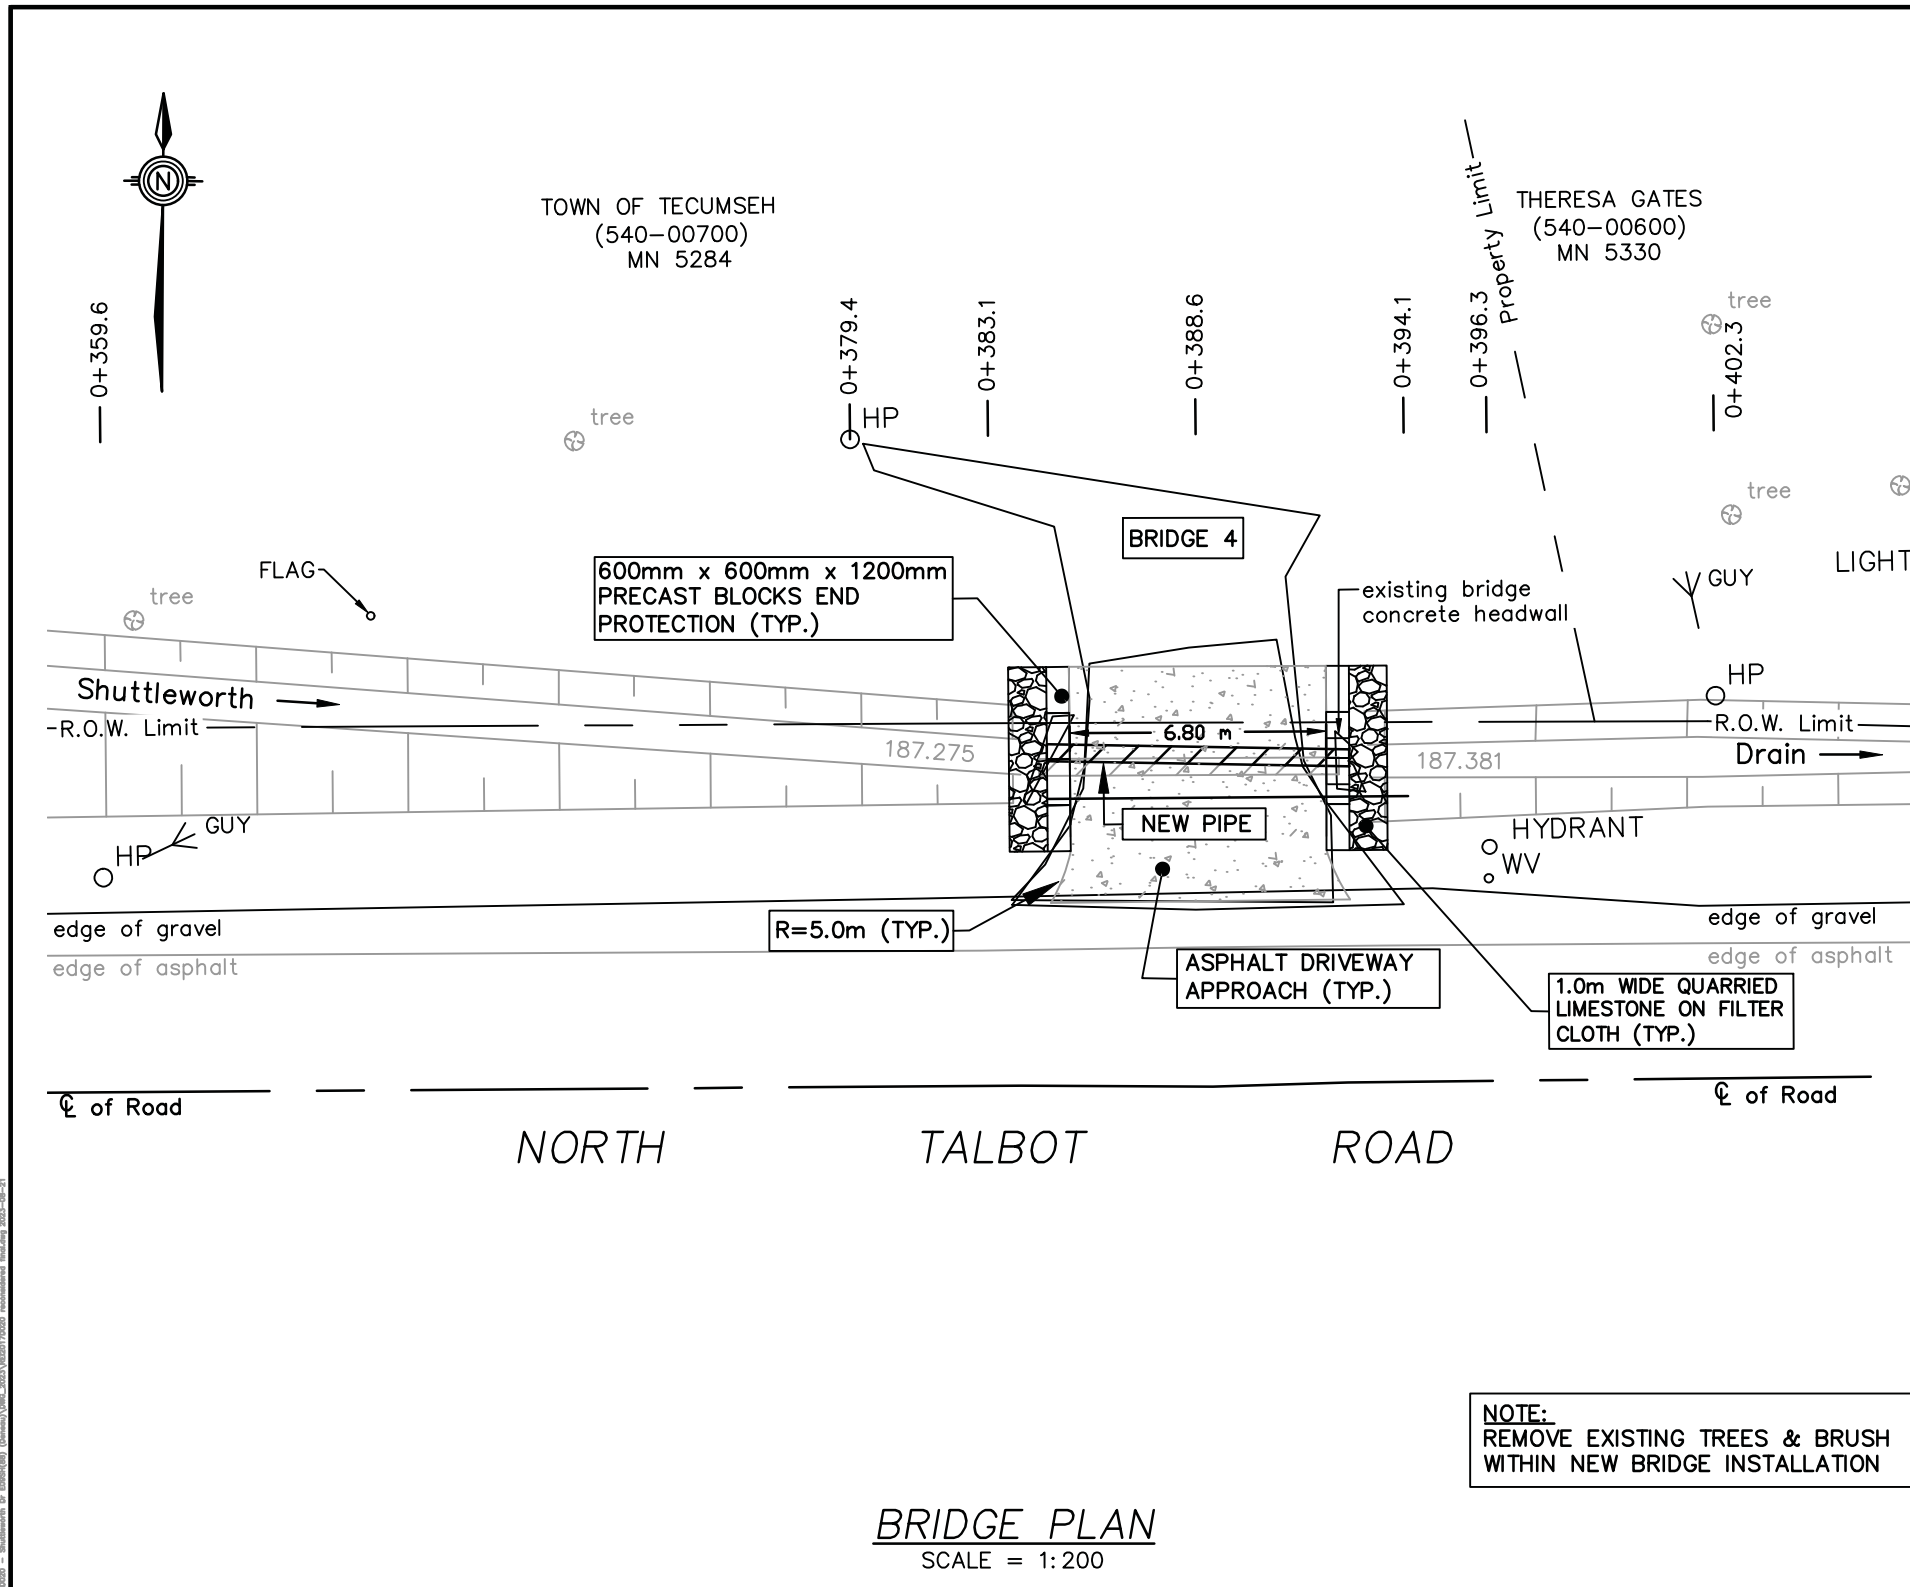 N
TOWN OF TECUMSEH
(540-00700)
MN 5284
THERESA GATES
(540-00600)
MN 5330
Property Limit
0+359.6
0+379.4
0+383.1
0+388.6
0+394.1
0+396.3
0+402.3
tree
tree
HP
tree
BRIDGE 4
LIGHT
FLAG
600mm x 600mm x 1200mm
PRECAST BLOCKS END
PROTECTION (TYP.)
existing bridge
concrete headwall
GUY
tree
HP
Shuttleworth
R.O.W. Limit
6.80 m
R.O.W. Limit
187.275
187.381
Drain
NEW PIPE
GUY
HP
HYDRANT
WV
edge of gravel
R=5.0m (TYP.)
edge of gravel
edge of asphalt
edge of asphalt
ASPHALT DRIVEWAY
APPROACH (TYP.)
1.0m WIDE QUARRIED
LIMESTONE ON FILTER
CLOTH (TYP.)
℄ of Road
℄ of Road
NORTH TALBOT ROAD
NOTE:
REMOVE EXISTING TREES & BRUSH
WITHIN NEW BRIDGE INSTALLATION
BRIDGE PLAN
SCALE = 1:200